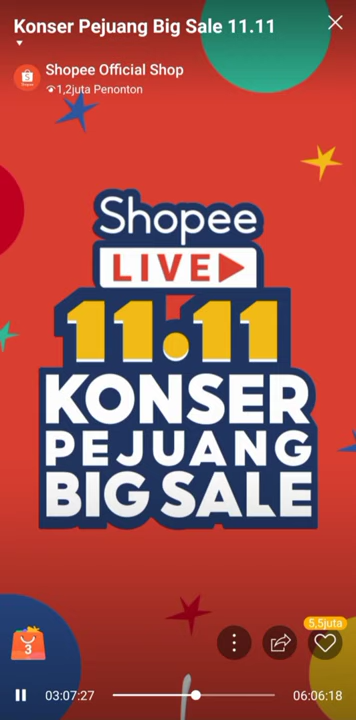 Konser Pejuang Big Sale 11.11
Shopee Official Shop
1,2juta Penonton
Shopee
LIVE
11.11
KONSER
PEJUANG
BIG SALE
5,5juta
3
03:07:27
06:06:18